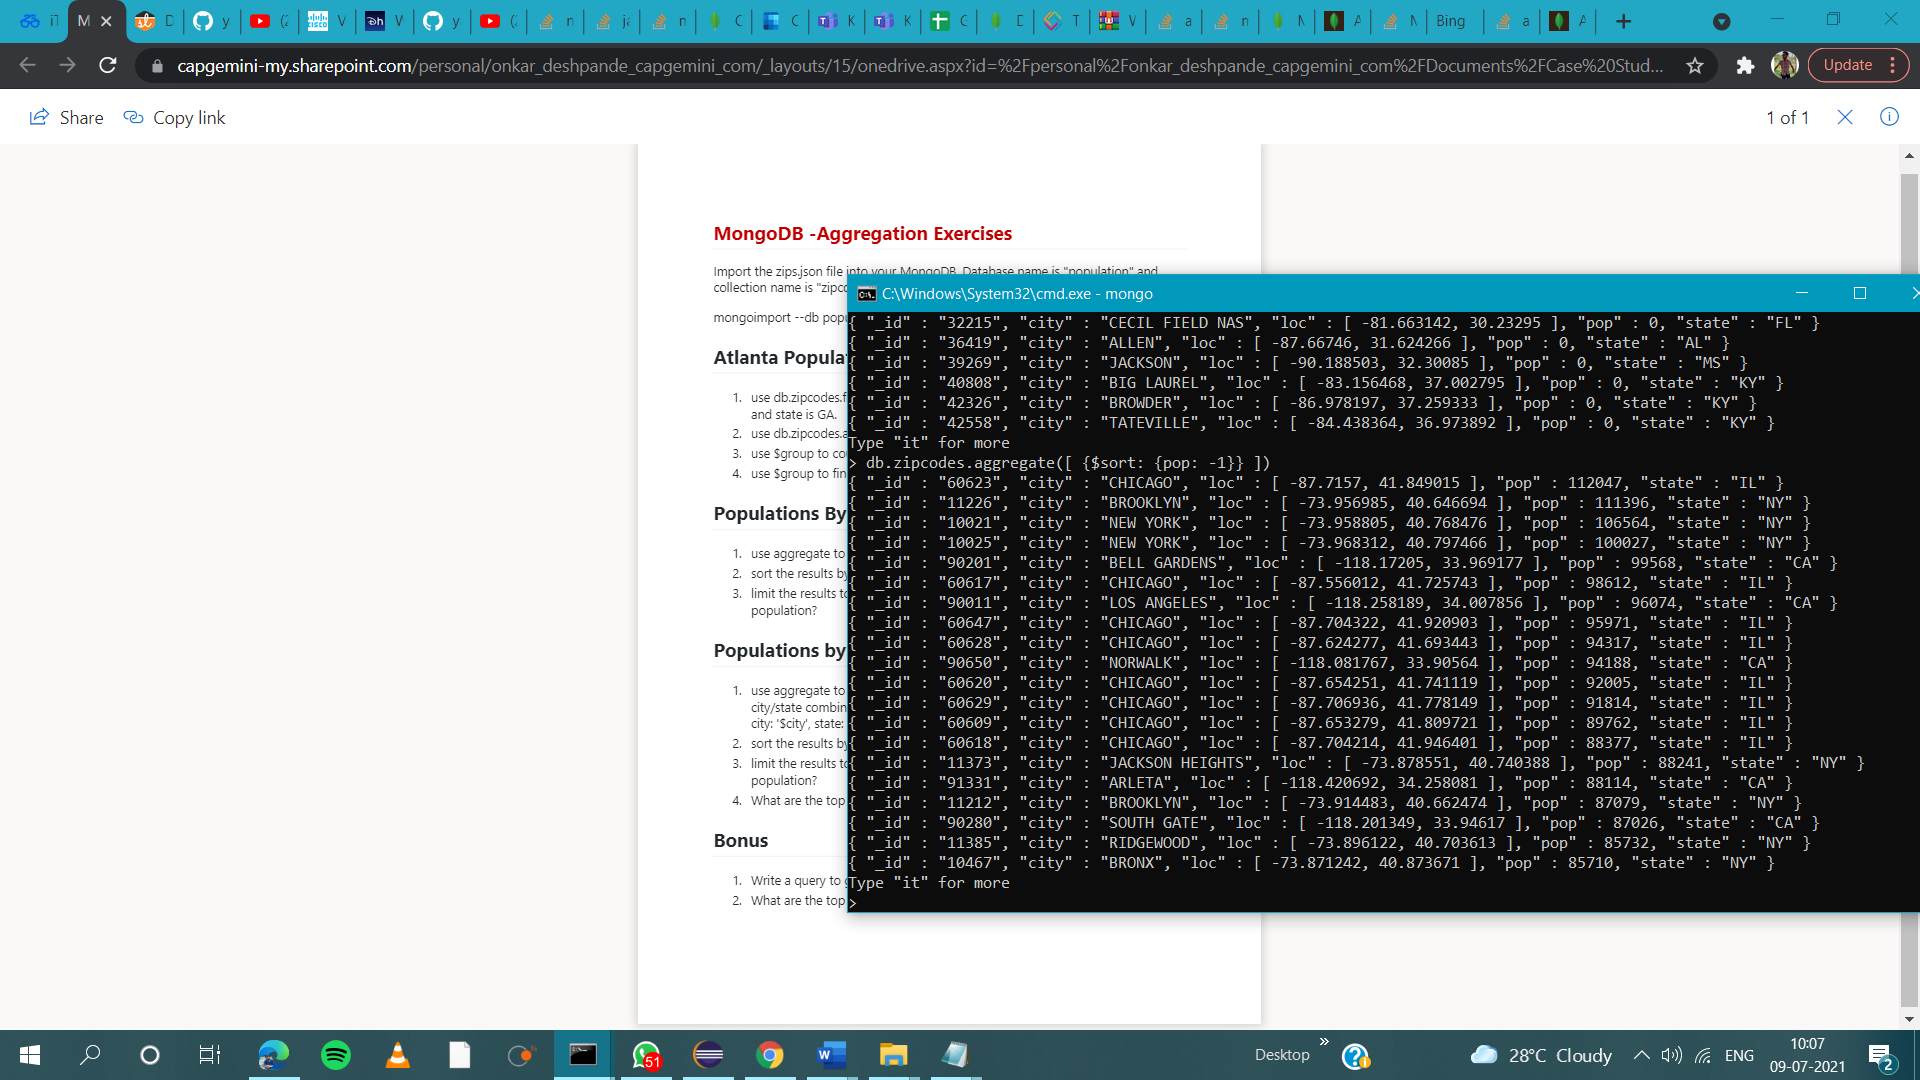 capgemini-my.sharepoint.com/personal/onkar_deshpande_capgemini_com/_layouts/15/onedrive.aspx?id=%2Fpersonal%2Fonkar_deshpande_capgemini_com%2FDocuments%2FCase%20Stud...
Update
Bing
Share
Copy link
1 of 1
MongoDB -Aggregation Exercises
Import the zips.json file into your MongoDB. Database name is "population" and
collection name is "zipc
mongoimport --db popu
Atlanta Popula
1. use db.zipcodes.f
and state is GA.
2. use db.zipcodes.a
3. use $group to co
4. use $group to fin
Populations By
1. use aggregate to
2. sort the results by
3. limit the results to
population?
Populations by
1. use aggregate to
city/state combin
city: '$city', state:
2. sort the results by
3. limit the results to
population?
4. What are the top
Bonus
1. Write a query to g
2. What are the top
C:\Windows\System32\cmd.exe - mongo
{ "_id" : "32215", "city" : "CECIL FIELD NAS", "loc" : [ -81.663142, 30.23295 ], "pop" : 0, "state" : "FL" }
{ "_id" : "36419", "city" : "ALLEN", "loc" : [ -87.66746, 31.624266 ], "pop" : 0, "state" : "AL" }
{ "_id" : "39269", "city" : "JACKSON", "loc" : [ -90.188503, 32.30085 ], "pop" : 0, "state" : "MS" }
{ "_id" : "40808", "city" : "BIG LAUREL", "loc" : [ -83.156468, 37.002795 ], "pop" : 0, "state" : "KY" }
{ "_id" : "42326", "city" : "BROWDER", "loc" : [ -86.978197, 37.259333 ], "pop" : 0, "state" : "KY" }
{ "_id" : "42558", "city" : "TATEVILLE", "loc" : [ -84.438364, 36.973892 ], "pop" : 0, "state" : "KY" }
Type "it" for more
> db.zipcodes.aggregate([ {$sort: {pop: -1}} ])
{ "_id" : "60623", "city" : "CHICAGO", "loc" : [ -87.7157, 41.849015 ], "pop" : 112047, "state" : "IL" }
{ "_id" : "11226", "city" : "BROOKLYN", "loc" : [ -73.956985, 40.646694 ], "pop" : 111396, "state" : "NY" }
{ "_id" : "10021", "city" : "NEW YORK", "loc" : [ -73.958805, 40.768476 ], "pop" : 106564, "state" : "NY" }
{ "_id" : "10025", "city" : "NEW YORK", "loc" : [ -73.968312, 40.797466 ], "pop" : 100027, "state" : "NY" }
{ "_id" : "90201", "city" : "BELL GARDENS", "loc" : [ -118.17205, 33.969177 ], "pop" : 99568, "state" : "CA" }
{ "_id" : "60617", "city" : "CHICAGO", "loc" : [ -87.556012, 41.725743 ], "pop" : 98612, "state" : "IL" }
{ "_id" : "90011", "city" : "LOS ANGELES", "loc" : [ -118.258189, 34.007856 ], "pop" : 96074, "state" : "CA" }
{ "_id" : "60647", "city" : "CHICAGO", "loc" : [ -87.704322, 41.920903 ], "pop" : 95971, "state" : "IL" }
{ "_id" : "60628", "city" : "CHICAGO", "loc" : [ -87.624277, 41.693443 ], "pop" : 94317, "state" : "IL" }
{ "_id" : "90650", "city" : "NORWALK", "loc" : [ -118.081767, 33.90564 ], "pop" : 94188, "state" : "CA" }
{ "_id" : "60620", "city" : "CHICAGO", "loc" : [ -87.654251, 41.741119 ], "pop" : 92005, "state" : "IL" }
{ "_id" : "60629", "city" : "CHICAGO", "loc" : [ -87.706936, 41.778149 ], "pop" : 91814, "state" : "IL" }
{ "_id" : "60609", "city" : "CHICAGO", "loc" : [ -87.653279, 41.809721 ], "pop" : 89762, "state" : "IL" }
{ "_id" : "60618", "city" : "CHICAGO", "loc" : [ -87.704214, 41.946401 ], "pop" : 88377, "state" : "IL" }
{ "_id" : "11373", "city" : "JACKSON HEIGHTS", "loc" : [ -73.878551, 40.740388 ], "pop" : 88241, "state" : "NY" }
{ "_id" : "91331", "city" : "ARLETA", "loc" : [ -118.420692, 34.258081 ], "pop" : 88114, "state" : "CA" }
{ "_id" : "11212", "city" : "BROOKLYN", "loc" : [ -73.914483, 40.662474 ], "pop" : 87079, "state" : "NY" }
{ "_id" : "90280", "city" : "SOUTH GATE", "loc" : [ -118.201349, 33.94617 ], "pop" : 87026, "state" : "CA" }
{ "_id" : "11385", "city" : "RIDGEWOOD", "loc" : [ -73.896122, 40.703613 ], "pop" : 85732, "state" : "NY" }
{ "_id" : "10467", "city" : "BRONX", "loc" : [ -73.871242, 40.873671 ], "pop" : 85710, "state" : "NY" }
Type "it" for more
>
51
Desktop
28°C Cloudy
ENG
10:07
09-07-2021
2